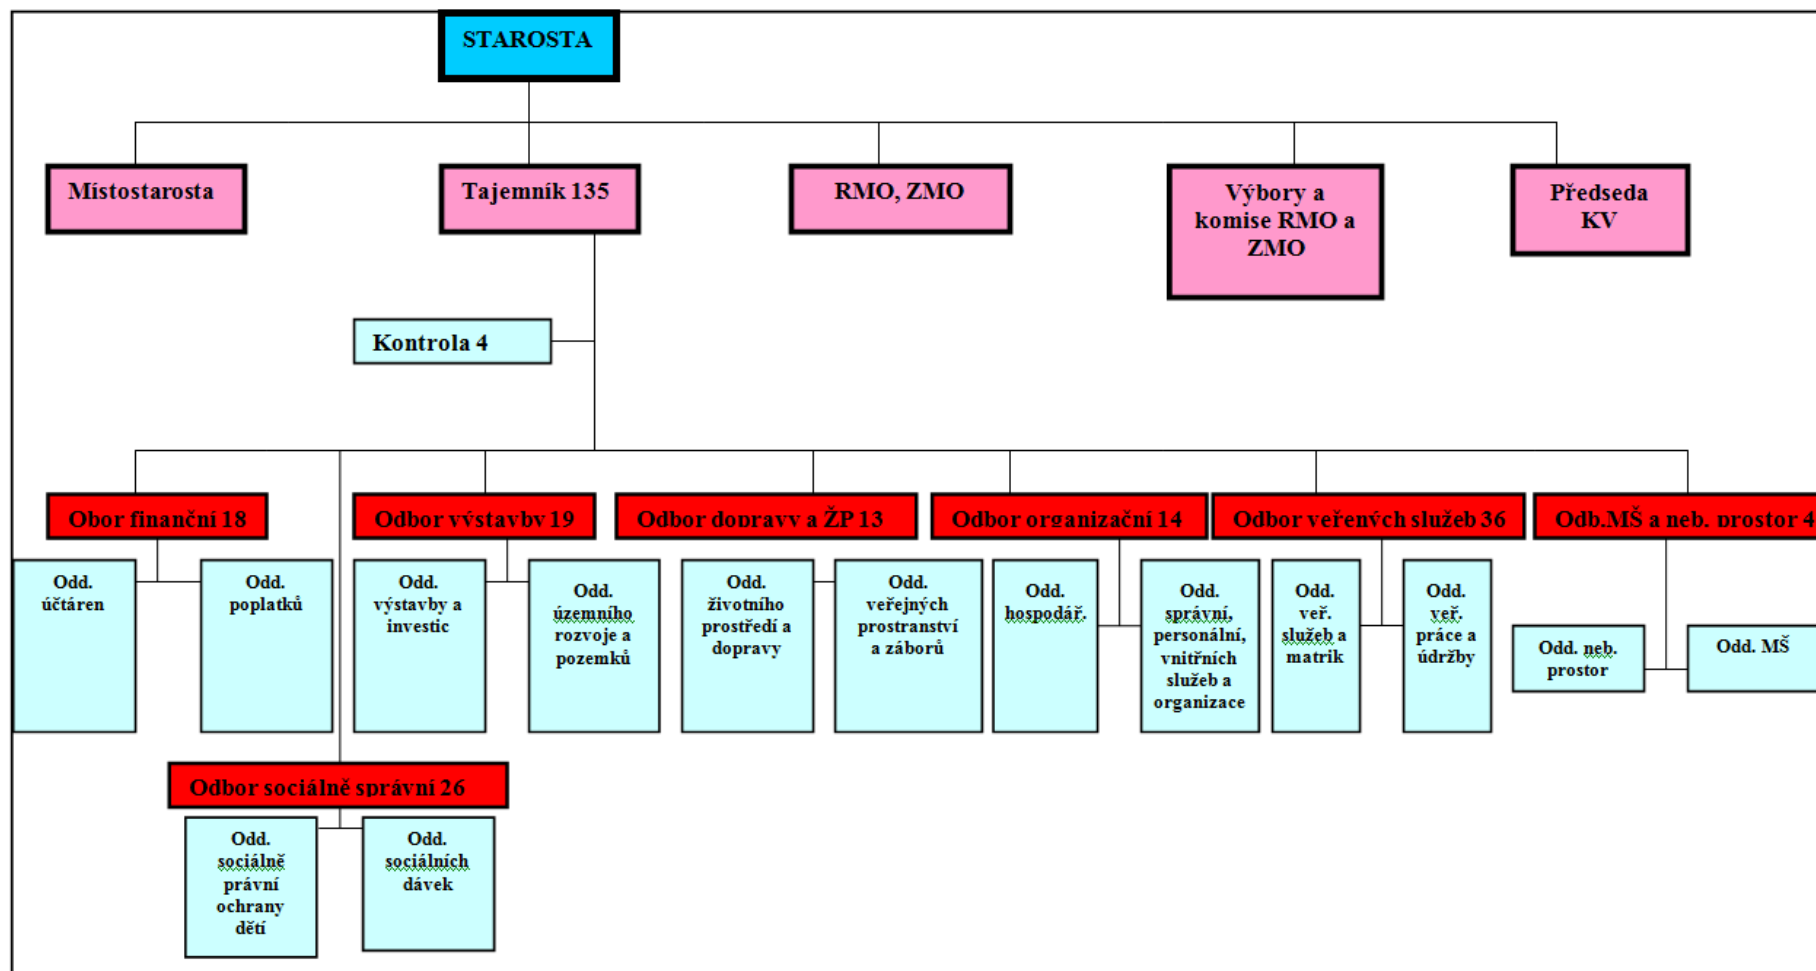 STAROSTA
Místostarosta
Tajemník 135
RMO, ZMO
Výbory a
komise RMO a
ZMO
Předseda
KV
Kontrola 4
Obor finanční 18
Odbor výstavby 19
Odbor dopravy a ŽP 13
Odbor organizační 14
Odbor veřených služeb 36
Odb.MŠ a neb. prostor 4
Odd.
účtáren
Odd.
poplatků
Odd.
výstavby a
investic
Odd.
územního
rozvoje a
pozemků
Odd.
životního
prostředí a
dopravy
Odd.
veřejných
prostranství
a záborů
Odd.
hospodář.
Odd.
správní,
personální,
vnitřních
služeb a
organizace
Odd.
veř.
služeb a
matrik
Odd.
veř.
práce a
údržby
Odd. neb.
prostor
Odd. MŠ
Odbor sociálně správní 26
Odd.
sociálně
právní
ochrany
dětí
Odd.
sociálních
dávek